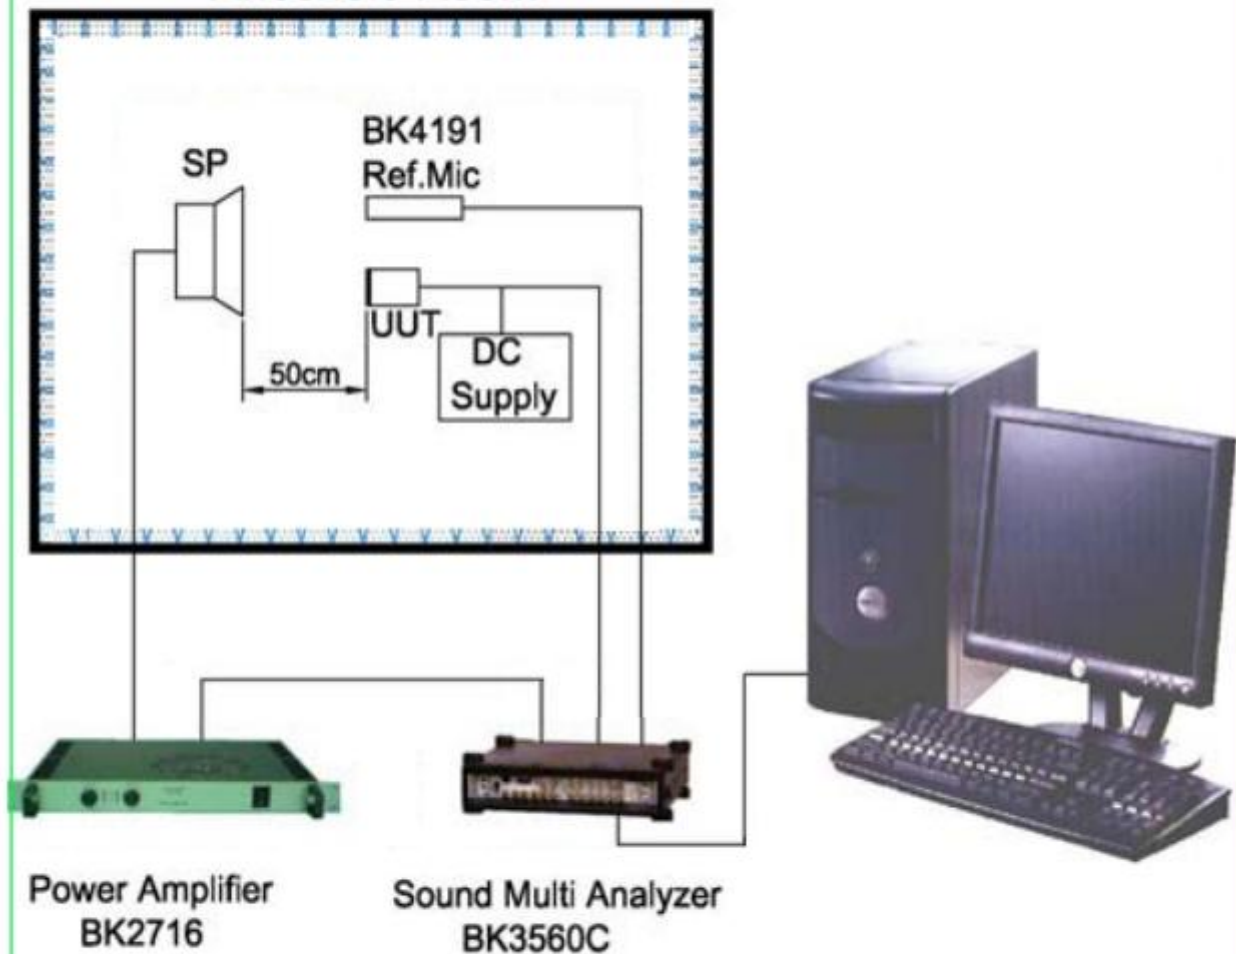 SP
BK4191
Ref.Mic
UUT
DC
Supply
50cm
Power Amplifier
BK2716
Sound Multi Analyzer
BK3560C